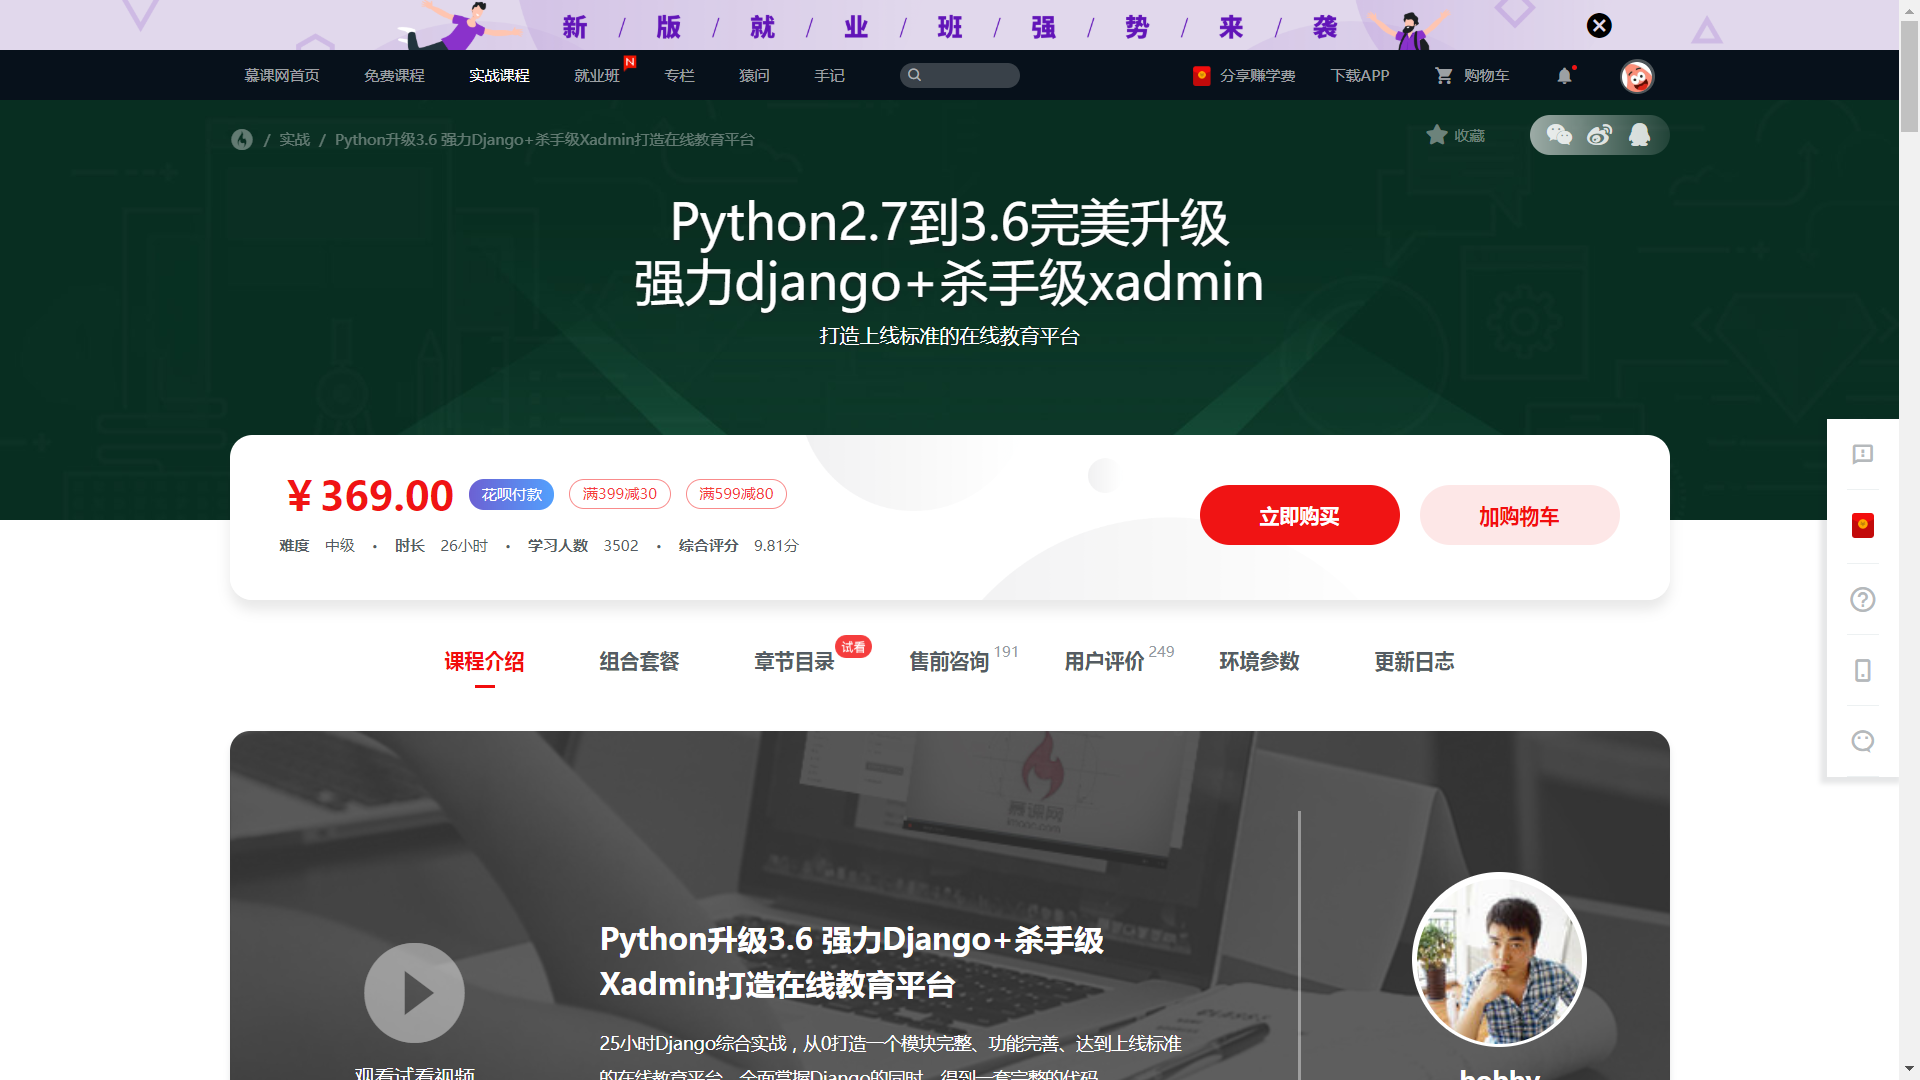 新 / 版 / 就 / 业 / 班 / 强 / 势 / 来 / 袭
慕课网首页 免费课程 实战课程 就业班 N 专栏 猿问 手记 分享赚学费 下载APP 购物车
/ 实战 / Python升级3.6 强力Django+杀手级Xadmin打造在线教育平台 收藏
Python2.7到3.6完美升级
强力django+杀手级xadmin
打造上线标准的在线教育平台
¥369.00 花呗付款 满399减30 满599减80
立即购买 加购物车
难度 中级 · 时长 26小时 · 学习人数 3502 · 综合评分 9.81分
课程介绍 组合套餐 章节目录 试看 售前咨询 191 用户评价 249 环境参数 更新日志
慕课网
imooc.com
Python升级3.6 强力Django+杀手级
Xadmin打造在线教育平台
25小时Django综合实战，从0打造一个模块完整、功能完善、达到上线标准
的在线教育平台，全面掌握Django的同时，得到一套完整的代码
观看试看视频
bobby